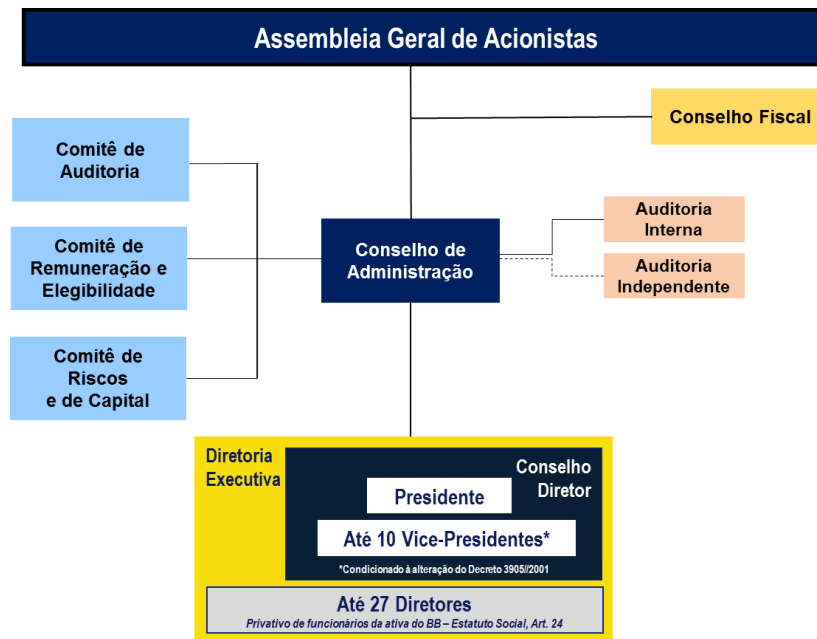 Assembleia Geral de Acionistas
Conselho Fiscal
Comitê de
Auditoria
Comitê de
Remuneração e
Elegibilidade
Comitê de
Riscos
e de Capital
Conselho de
Administração
Auditoria
Interna
Auditoria
Independente
Diretoria
Executiva
Conselho
Diretor
Presidente
Até 10 Vice-Presidentes*
*Condicionado à alteração do Decreto 3905//2001
Até 27 Diretores
Privativo de funcionários da ativa do BB – Estatuto Social, Art. 24